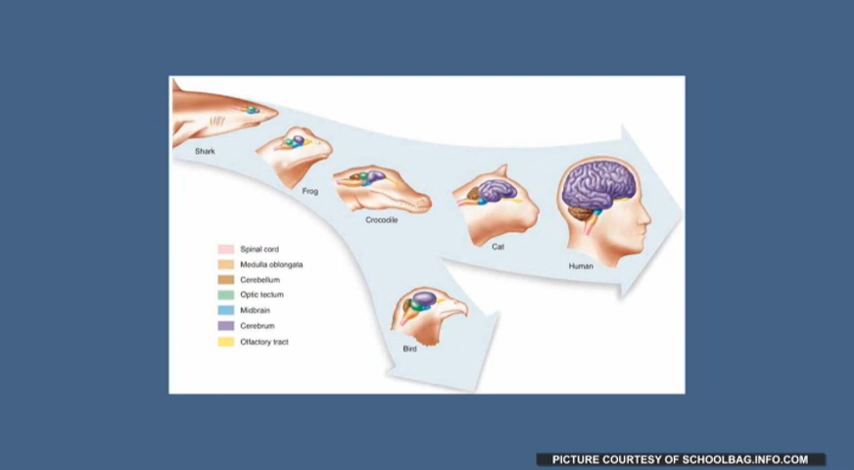 Shark
Frog
Crocodile
Cat
Human
Spinal cord
Medulla oblongata
Cerebellum
Optic tectum
Midbrain
Cerebrum
Olfactory tract
Bird
PICTURE COURTESY OF SCHOOLBAG.INFO.COM